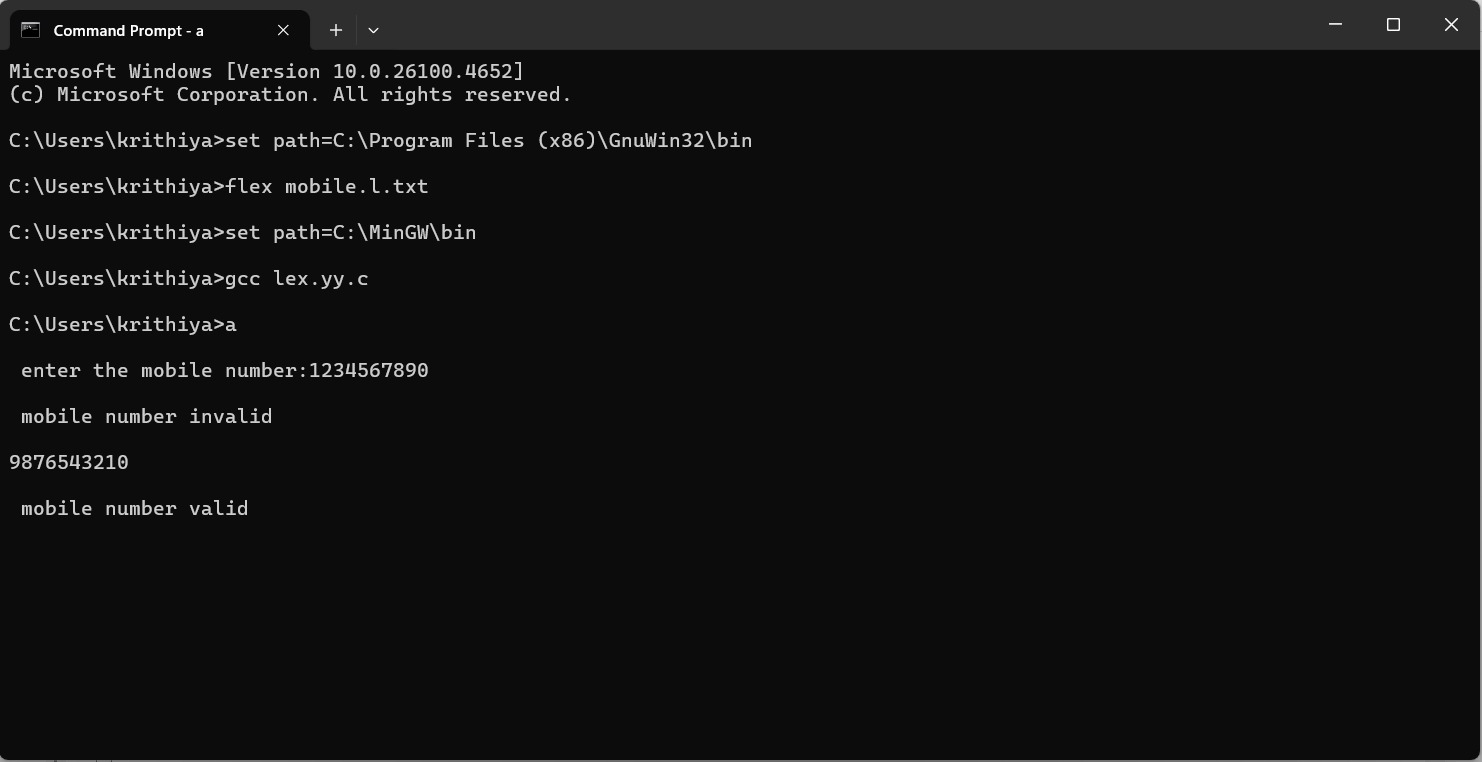 Command Prompt - a
Microsoft Windows [Version 10.0.26100.4652]
(c) Microsoft Corporation. All rights reserved.
C:\Users\krithiya>set path=C:\Program Files (x86)\GnuWin32\bin
C:\Users\krithiya>flex mobile.l.txt
C:\Users\krithiya>set path=C:\MinGW\bin
C:\Users\krithiya>gcc lex.yy.c
C:\Users\krithiya>a
enter the mobile number:1234567890
mobile number invalid
9876543210
mobile number valid